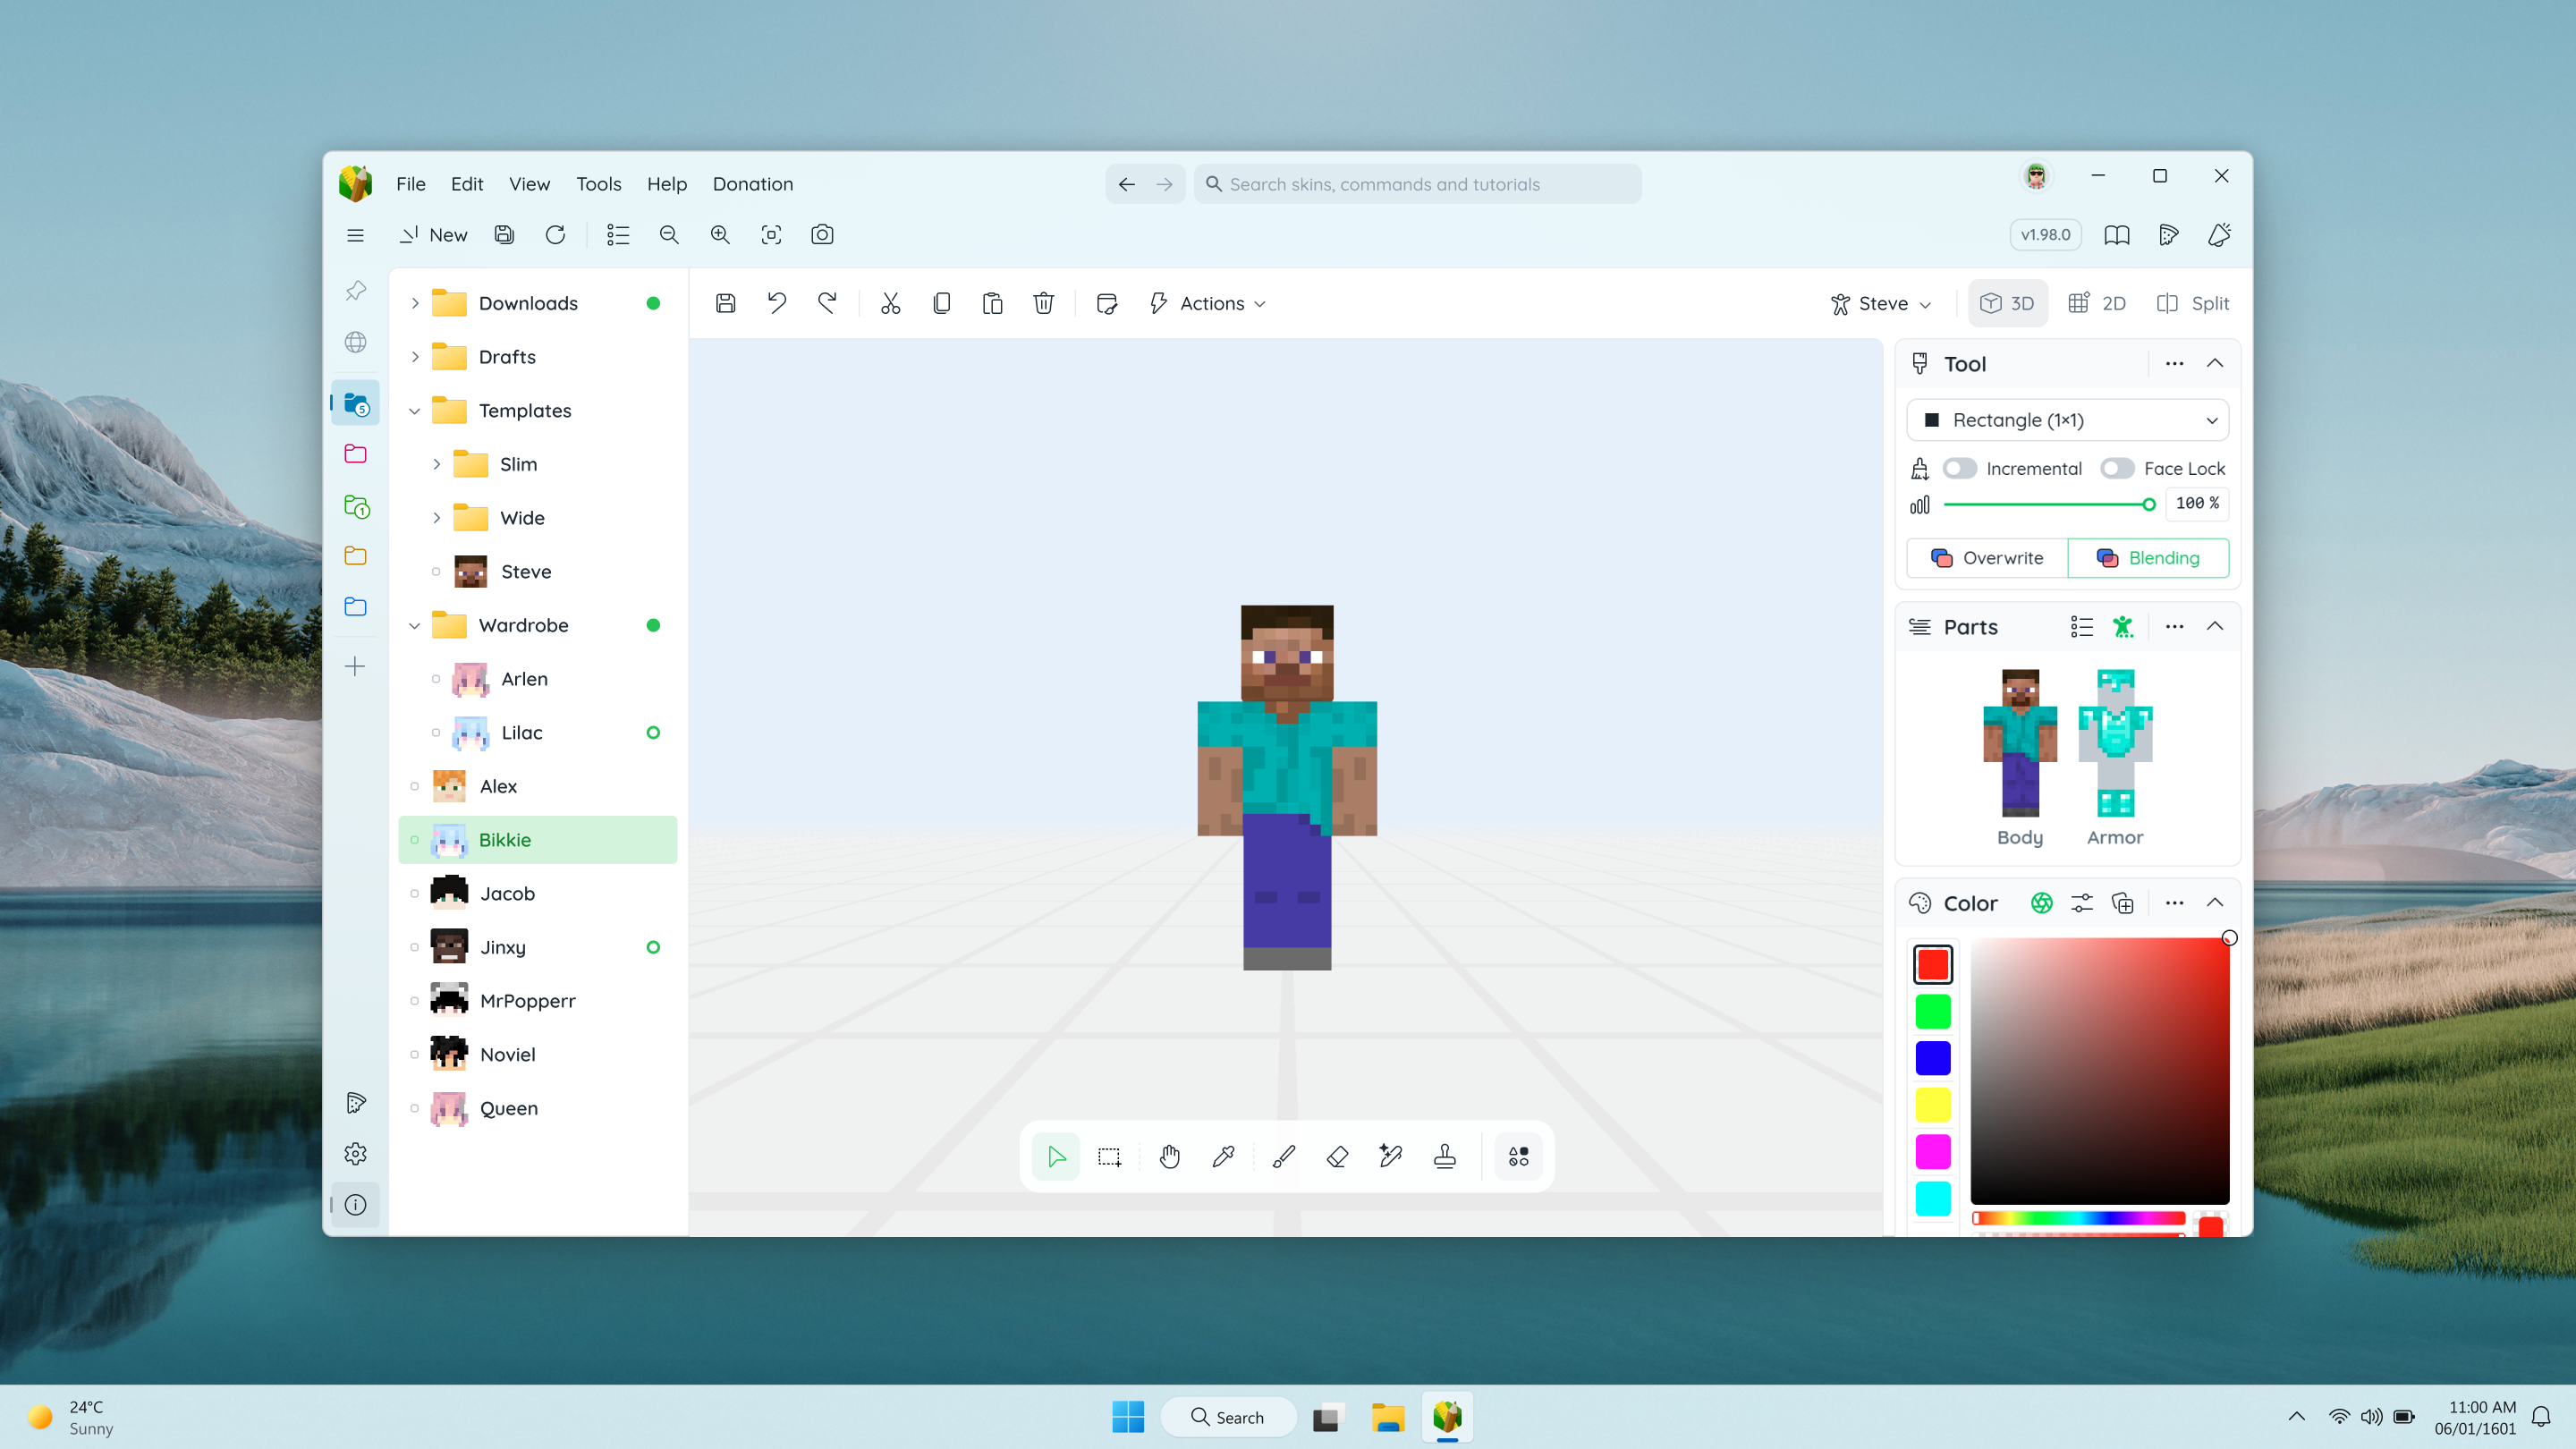 File Edit View Tools Help Donation
Search skins, commands and tutorials
New
v1.98.0
Downloads
Drafts
Templates
Slim
Wide
Steve
Wardrobe
Arlen
Lilac
Alex
Bikkie
Jacob
Jinxy
MrPopperr
Noviel
Queen
5
1
Actions
Steve
3D
2D
Split
Tool
Rectangle (1×1)
Incremental
Face Lock
100 %
Overwrite
Blending
Parts
Body
Armor
Color
24°C
Sunny
Search
11:00 AM
06/01/1601